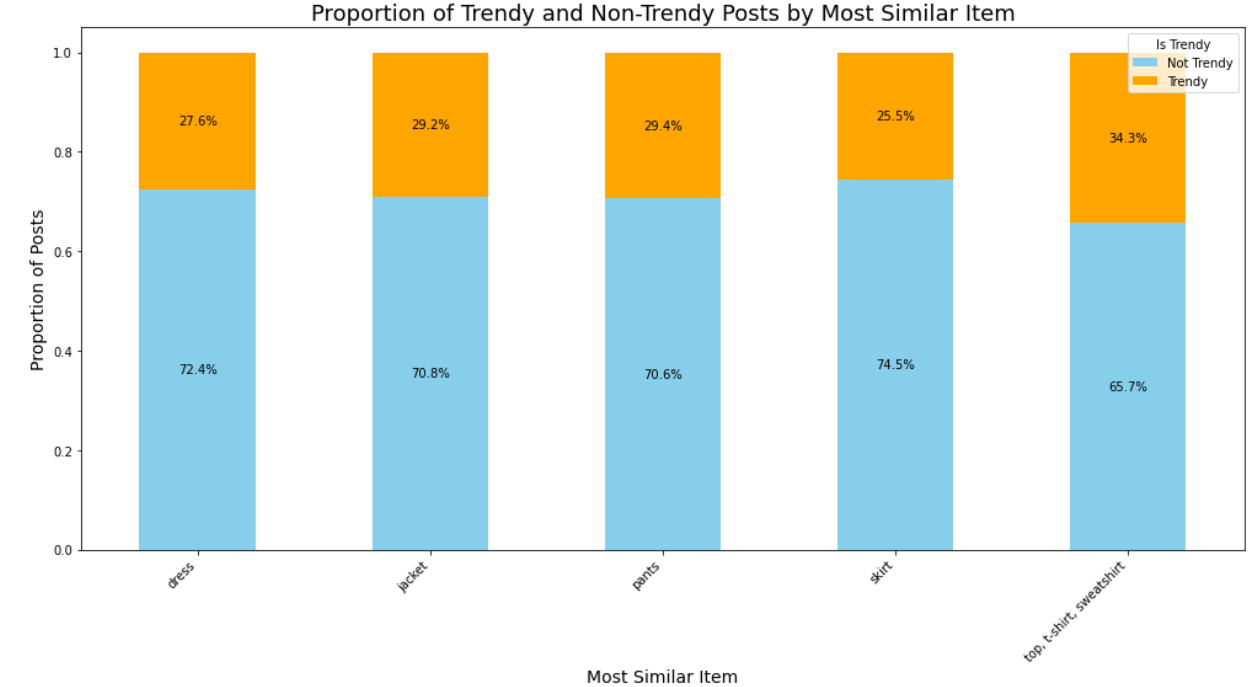 Proportion of Trendy and Non-Trendy Posts by Most Similar Item
Is Trendy
Not Trendy
Trendy
Proportion of Posts
1.0
0.8
0.6
0.4
0.2
0.0
27.6%
29.2%
29.4%
25.5%
34.3%
72.4%
70.8%
70.6%
74.5%
65.7%
dress
jacket
pants
skirt
top, t-shirt, sweatshirt
Most Similar Item